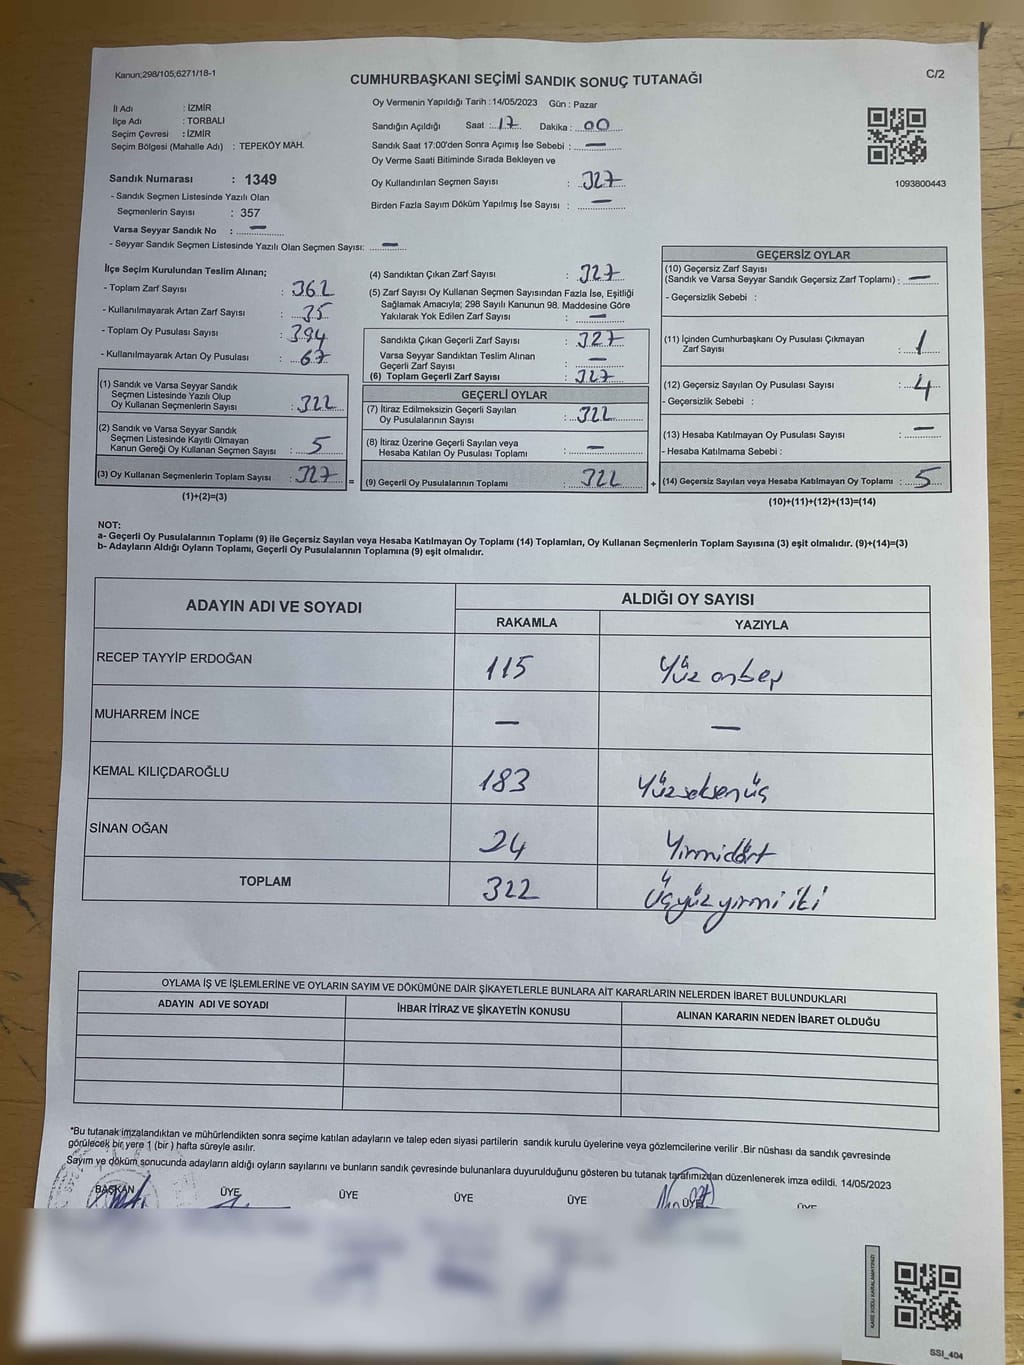 Kanun;298/105;6271/18-1
CUMHURBAŞKANI SEÇİMİ SANDIK SONUÇ TUTANAĞI
C/2
İl Adı : İZMİR
İlçe Adı : TORBALI
Seçim Çevresi : İZMİR
Seçim Bölgesi (Mahalle Adı) : TEPEKÖY MAH.
Sandık Numarası : 1349
- Sandık Seçmen Listesinde Yazılı Olan
Seçmenlerin Sayısı : 357
Varsa Seyyar Sandık No : —
- Seyyar Sandık Seçmen Listesinde Yazılı Olan Seçmen Sayısı: —
Oy Vermenin Yapıldığı Tarih : 14/05/2023 Gün : Pazar
Sandığın Açıldığı Saat : 17 Dakika : 00
Sandık Saat 17:00'den Sonra Açımış İse Sebebi : —
Oy Verme Saati Bitiminde Sırada Bekleyen ve
Oy Kullandırılan Seçmen Sayısı : 327
Birden Fazla Sayım Döküm Yapılmış İse Sayısı : —
1093800443
İlçe Seçim Kurulundan Teslim Alınan;
- Toplam Zarf Sayısı : 362
- Kullanılmayarak Artan Zarf Sayısı : 35
- Toplam Oy Pusulası Sayısı : 394
- Kullanılmayarak Artan Oy Pusulası : 67
(1) Sandık ve Varsa Seyyar Sandık
Seçmen Listesinde Yazılı Olup
Oy Kullanan Seçmenlerin Sayısı : 322
(2) Sandık ve Varsa Seyyar Sandık
Seçmen Listesinde Kayıtlı Olmayan
Kanun Gereği Oy Kullanan Seçmen Sayısı : 5
(3) Oy Kullanan Seçmenlerin Toplam Sayısı : 327
(1)+(2)=(3)
(4) Sandıktan Çıkan Zarf Sayısı : 327
(5) Zarf Sayısı Oy Kullanan Seçmen Sayısından Fazla İse, Eşitliği
Sağlamak Amacıyla; 298 Sayılı Kanunun 98. Maddesine Göre
Yakılarak Yok Edilen Zarf Sayısı : —
Sandıkta Çıkan Geçerli Zarf Sayısı : 327
Varsa Seyyar Sandıktan Teslim Alınan
Geçerli Zarf Sayısı : —
(6) Toplam Geçerli Zarf Sayısı : 327
GEÇERLİ OYLAR
(7) İtiraz Edilmeksizin Geçerli Sayılan
Oy Pusulalarının Sayısı : 322
(8) İtiraz Üzerine Geçerli Sayılan veya
Hesaba Katılan Oy Pusulası Toplamı : —
= (9) Geçerli Oy Pusulalarının Toplamı : 322
GEÇERSİZ OYLAR
(10) Geçersiz Zarf Sayısı
(Sandık ve Varsa Seyyar Sandık Geçersiz Zarf Toplamı) : —
- Geçersizlik Sebebi :
(11) İçinden Cumhurbaşkanı Oy Pusulası Çıkmayan
Zarf Sayısı : 1
(12) Geçersiz Sayılan Oy Pusulası Sayısı : 4
- Geçersizlik Sebebi :
(13) Hesaba Katılmayan Oy Pusulası Sayısı : —
- Hesaba Katılmama Sebebi :
+ (14) Geçersiz Sayılan veya Hesaba Katılmayan Oy Toplamı : 5
(10)+(11)+(12)+(13)=(14)
NOT:
a- Geçerli Oy Pusulalarının Toplamı (9) ile Geçersiz Sayılan veya Hesaba Katılmayan Oy Toplamı (14) Toplamları, Oy Kullanan Seçmenlerin Toplam Sayısına (3) eşit olmalıdır. (9)+(14)=(3)
b- Adayların Aldığı Oyların Toplamı, Geçerli Oy Pusulalarının Toplamına (9) eşit olmalıdır.
ADAYIN ADI VE SOYADI
ALDIĞI OY SAYISI
RAKAMLA YAZIYLA
RECEP TAYYİP ERDOĞAN 115 Yüz onbeş
MUHARREM İNCE — —
KEMAL KILIÇDAROĞLU 183 Yüzseksenüç
SİNAN OĞAN 24 Yirmidört
TOPLAM 322 Üçyüzyirmi iki
OYLAMA İŞ VE İŞLEMLERİNE VE OYLARIN SAYIM VE DÖKÜMÜNE DAİR ŞİKAYETLERLE BUNLARA AİT KARARLARIN NELERDEN İBARET BULUNDUKLARI
ADAYIN ADI VE SOYADI İHBAR İTİRAZ VE ŞİKAYETİN KONUSU ALINAN KARARIN NEDEN İBARET OLDUĞU
*Bu tutanak imzalandıktan ve mühürlendikten sonra seçime katılan adayların ve talep eden siyasi partilerin sandık kurulu üyelerine veya gözlemcilerine verilir .Bir nüshası da sandık çevresinde
görülecek bir yere 1 (bir ) hafta süreyle asılır.
Sayım ve döküm sonucunda adayların aldığı oyların sayılarını ve bunların sandık çevresinde bulunanlara duyurulduğunu gösteren bu tutanak tarafımızdan düzenlenerek imza edildi. 14/05/2023
BAŞKAN ÜYE ÜYE ÜYE ÜYE ÜYE ÜYE
SSI_404